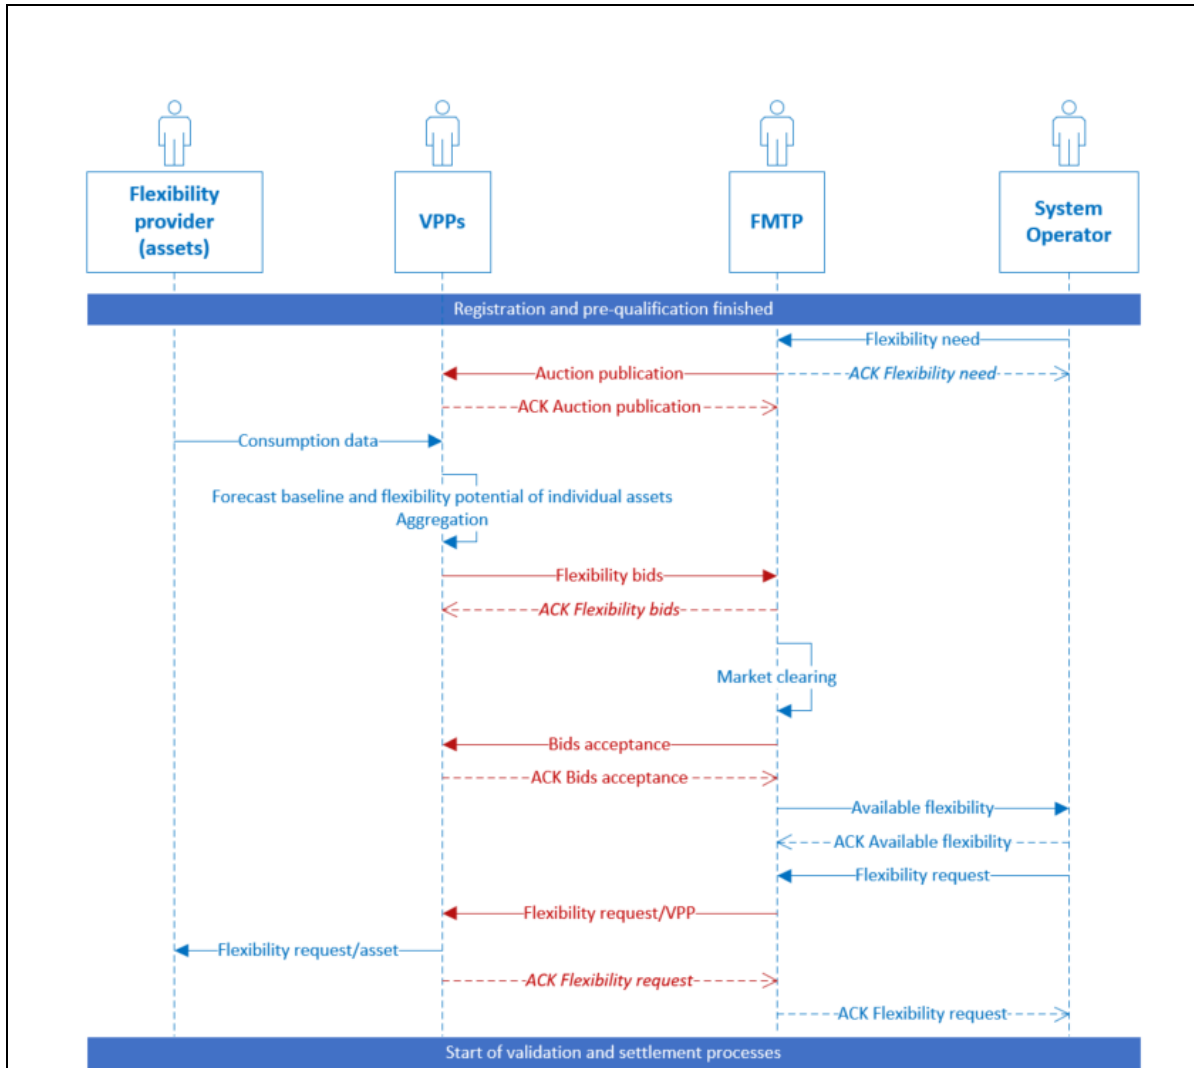 Flexibility
provider
(assets)
VPPs
FMTP
System
Operator
Registration and pre-qualification finished
Flexibility need
Auction publication
ACK Flexibility need
ACK Auction publication
Consumption data
Forecast baseline and flexibility potential of individual assets
Aggregation
Flexibility bids
ACK Flexibility bids
Market clearing
Bids acceptance
ACK Bids acceptance
Available flexibility
ACK Available flexibility
Flexibility request
Flexibility request/VPP
Flexibility request/asset
ACK Flexibility request
ACK Flexibility request
Start of validation and settlement processes